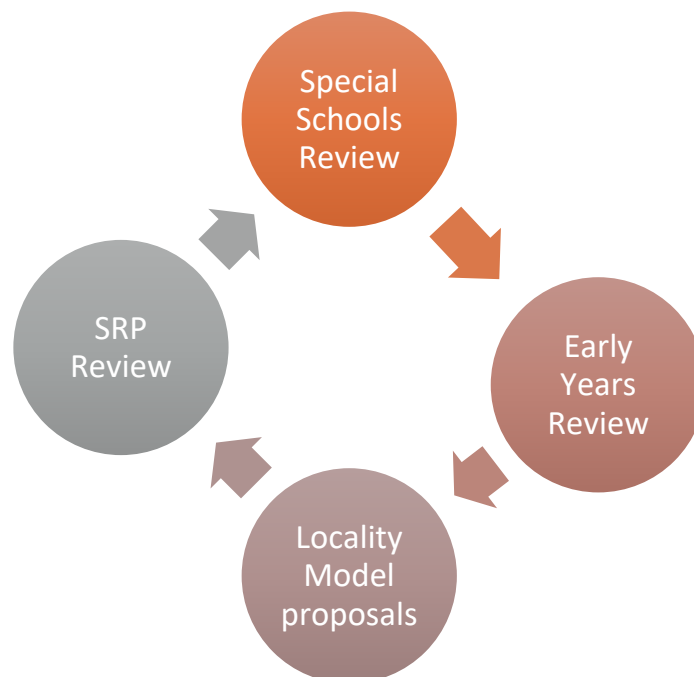 Special
Schools
Review
Early
Years
Review
Locality
Model
proposals
SRP
Review